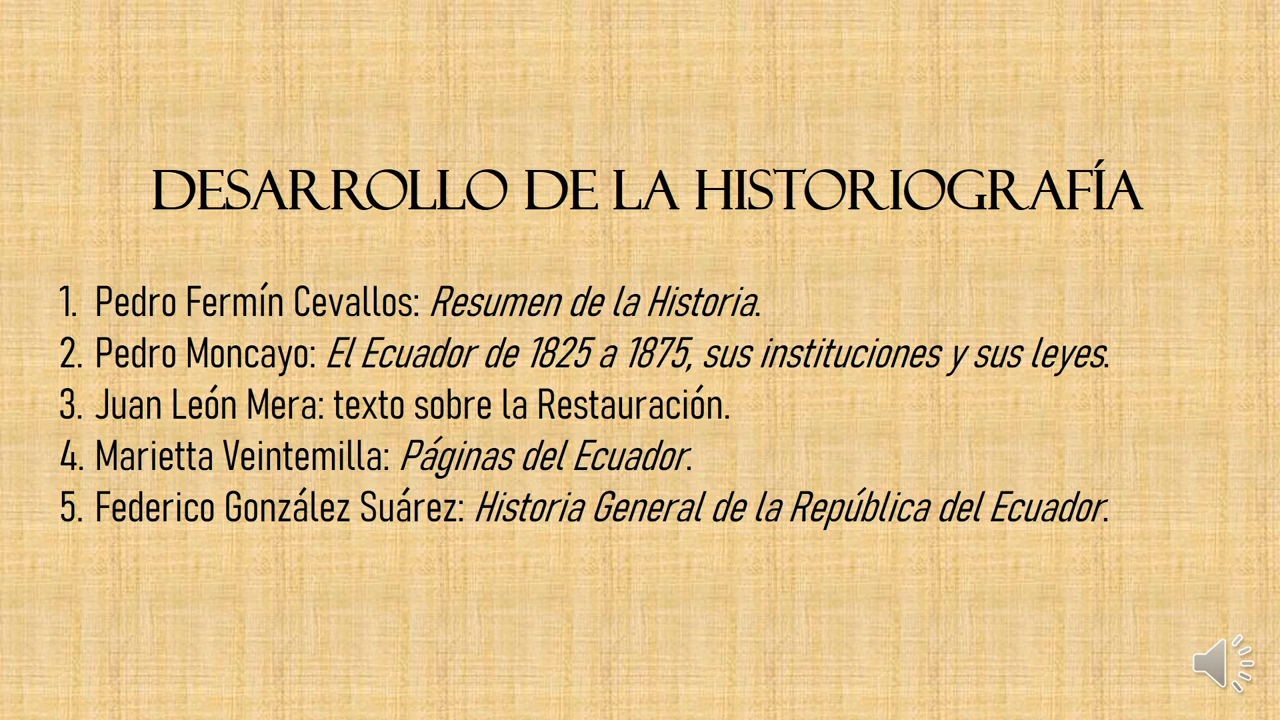 DESARROLLO DE LA HISTORIOGRAFÍA
1. Pedro Fermín Cevallos: Resumen de la Historia.
2. Pedro Moncayo: El Ecuador de 1825 a 1875, sus instituciones y sus leyes.
3. Juan León Mera: texto sobre la Restauración.
4. Marietta Veintemilla: Páginas del Ecuador.
5. Federico González Suárez: Historia General de la República del Ecuador.